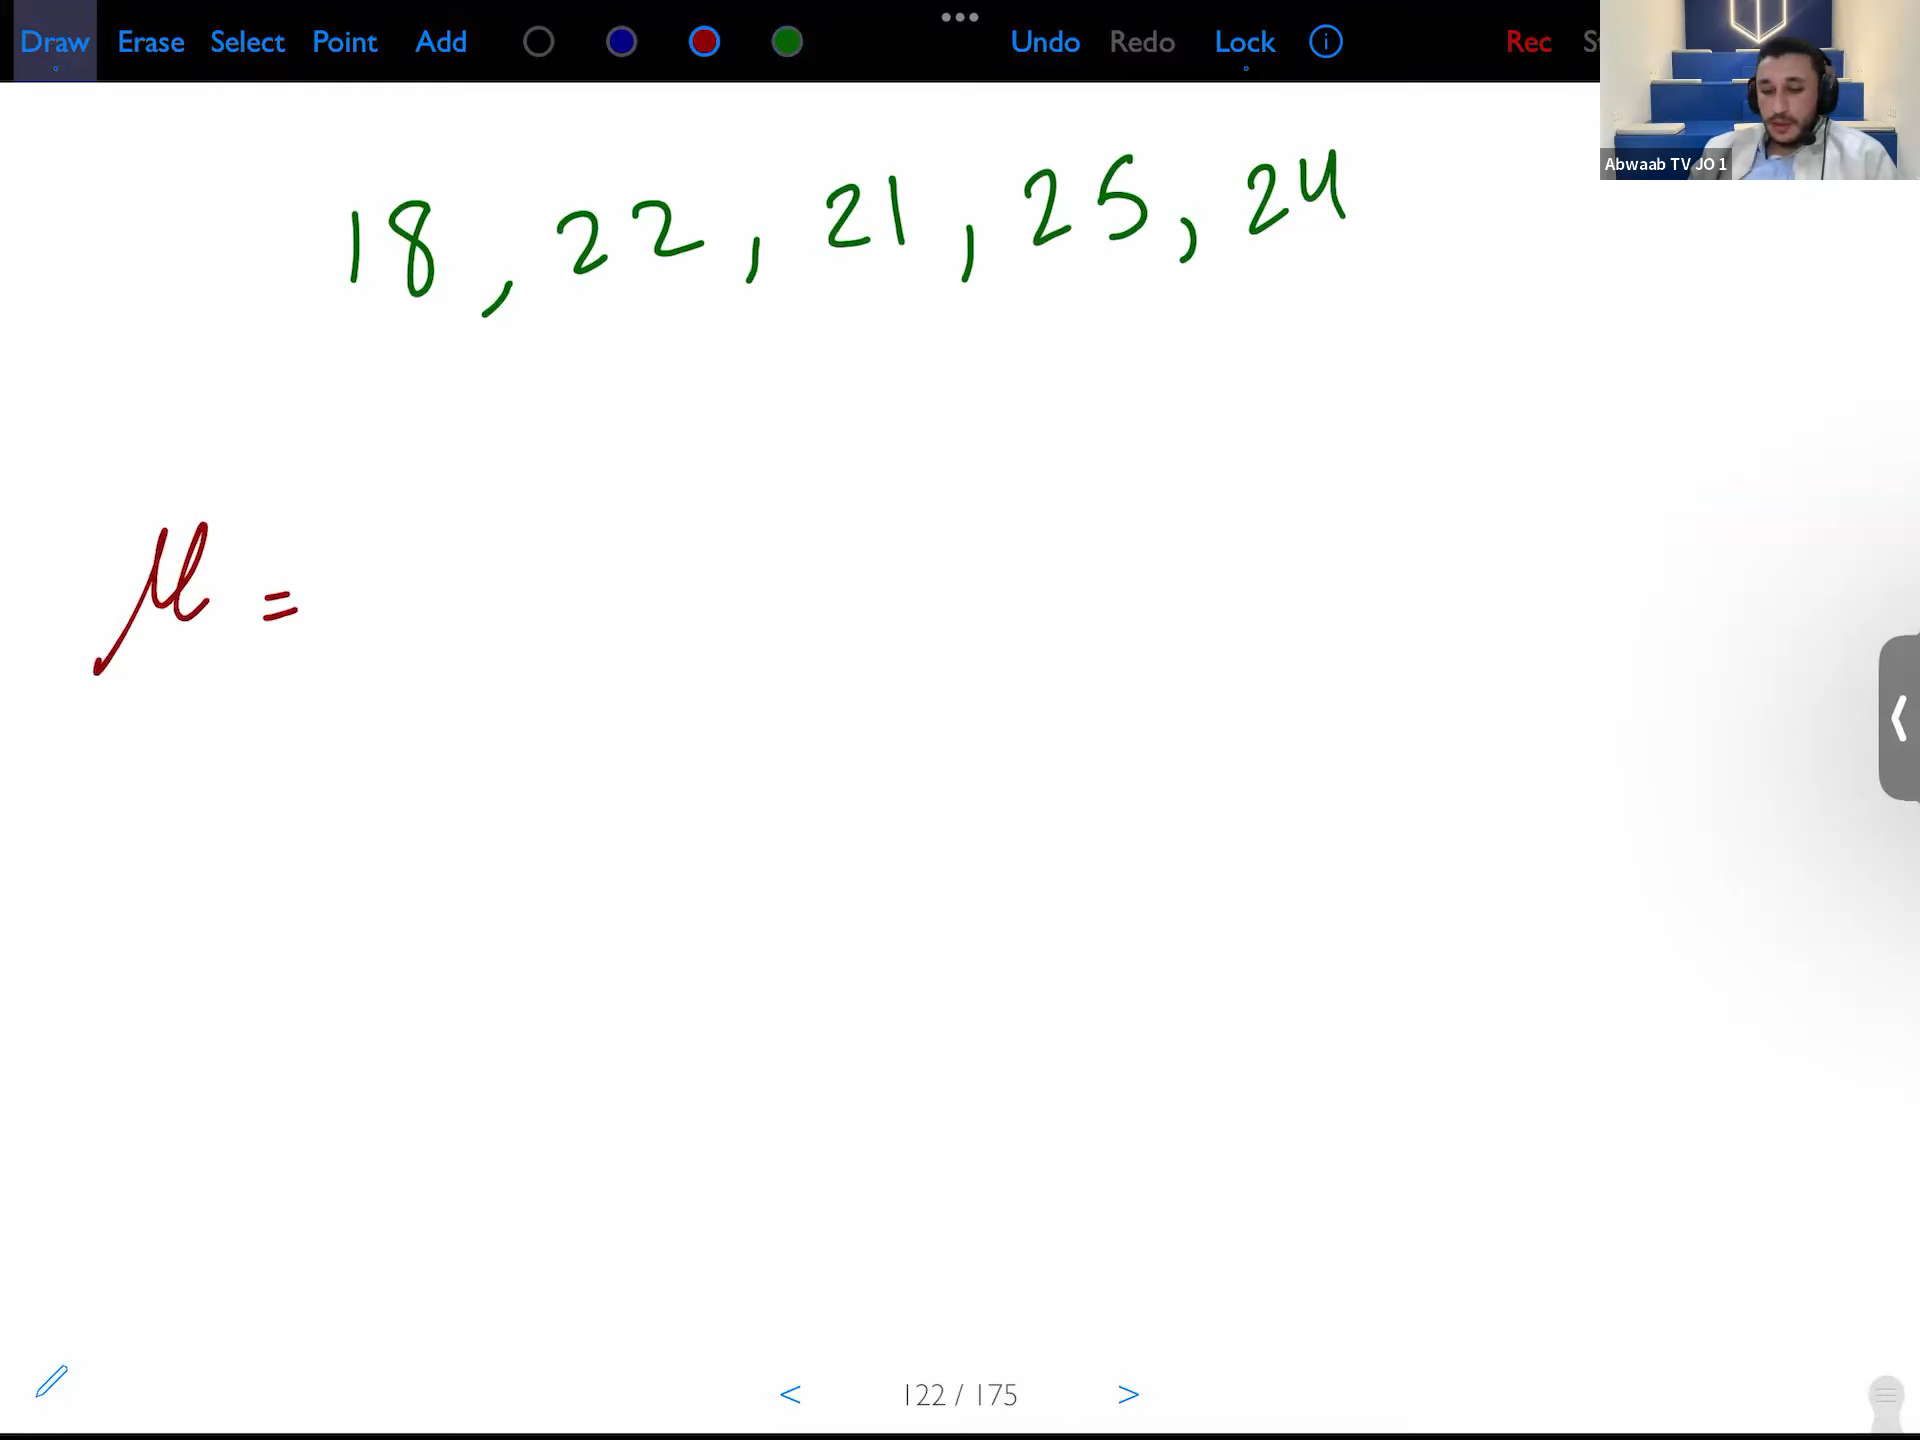 Draw Erase Select Point Add Undo Redo Lock Rec
Abwaab TV JO 1
18 , 22 , 21 , 25 , 24
μ =
< 122 / 175 >